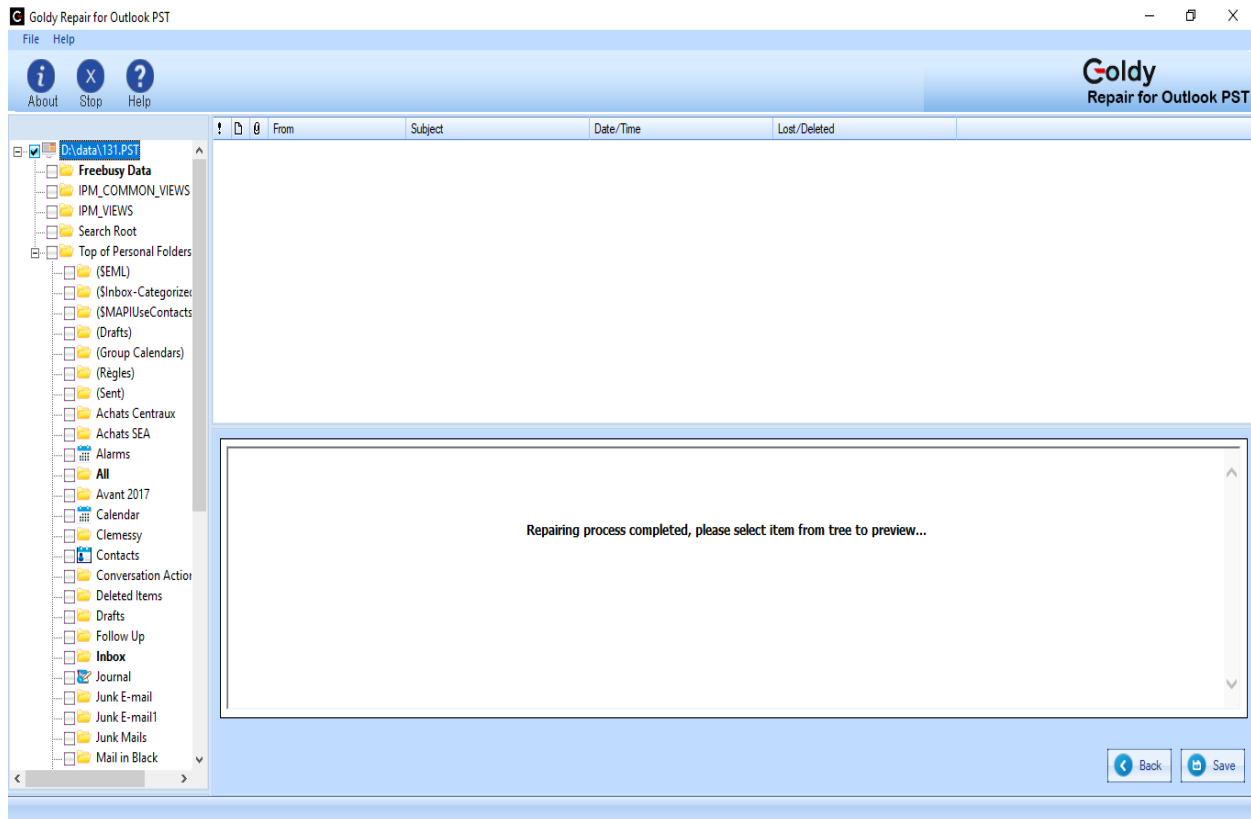 Goldy Repair for Outlook PST
File Help
About Stop Help
Goldy
Repair for Outlook PST
! From Subject Date/Time Lost/Deleted
D:\data\131.PST
Freebusy Data
IPM_COMMON_VIEWS
IPM_VIEWS
Search Root
Top of Personal Folders
($EML)
($Inbox-Categorized
($MAPIUseContacts
(Drafts)
(Group Calendars)
(Règles)
(Sent)
Achats Centraux
Achats SEA
Alarms
All
Avant 2017
Calendar
Clemessy
Contacts
Conversation Action
Deleted Items
Drafts
Follow Up
Inbox
Journal
Junk E-mail
Junk E-mail1
Junk Mails
Mail in Black
Repairing process completed, please select item from tree to preview...
Back Save